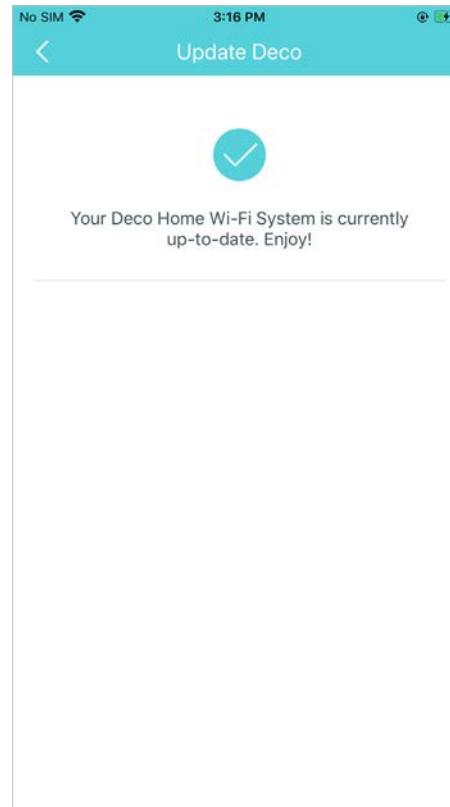 No SIM 3:16 PM
Update Deco
Your Deco Home Wi-Fi System is currently
up-to-date. Enjoy!